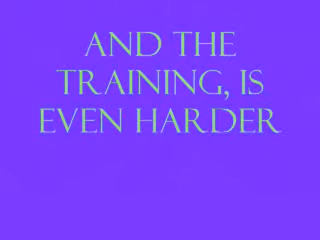 AND THE
TRAINING, IS
EVEN HARDER